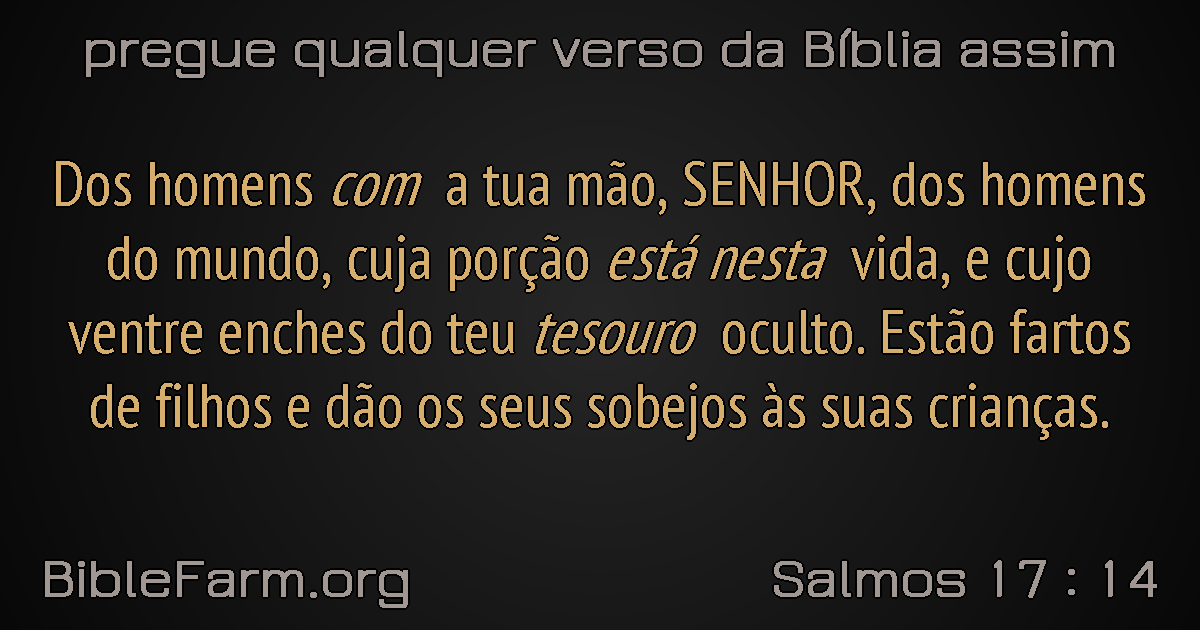 pregue qualquer verso da Bíblia assim
Dos homens com a tua mão, SENHOR, dos homens
do mundo, cuja porção está nesta vida, e cujo
ventre enches do teu tesouro oculto. Estão fartos
de filhos e dão os seus sobejos às suas crianças.
BibleFarm.org
Salmos 17 : 14